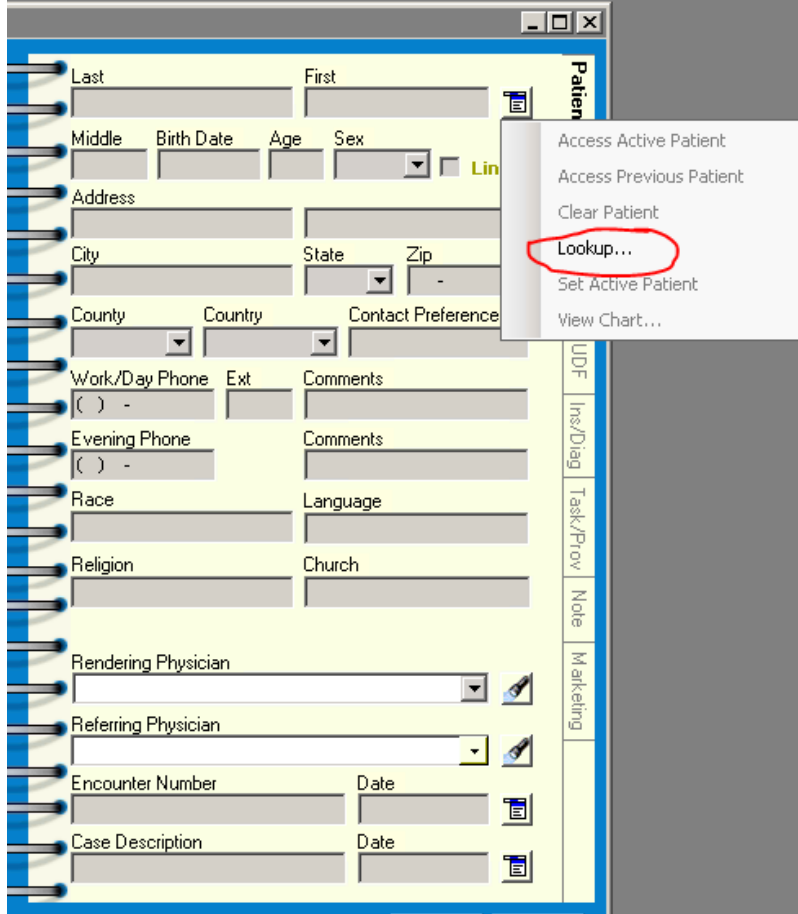 Last First
Middle Birth Date Age Sex
Access Active Patient
Access Previous Patient
Clear Patient
Lookup...
Set Active Patient
View Chart...
Address
City State Zip
-
County Country Contact Preference
Work/Day Phone Ext Comments
( ) -
Evening Phone Comments
( ) -
Race Language
Religion Church
Rendering Physician
Referring Physician
Encounter Number Date
Case Description Date
UDF
Ins/Diag
Task/Prov
Note
Marketing